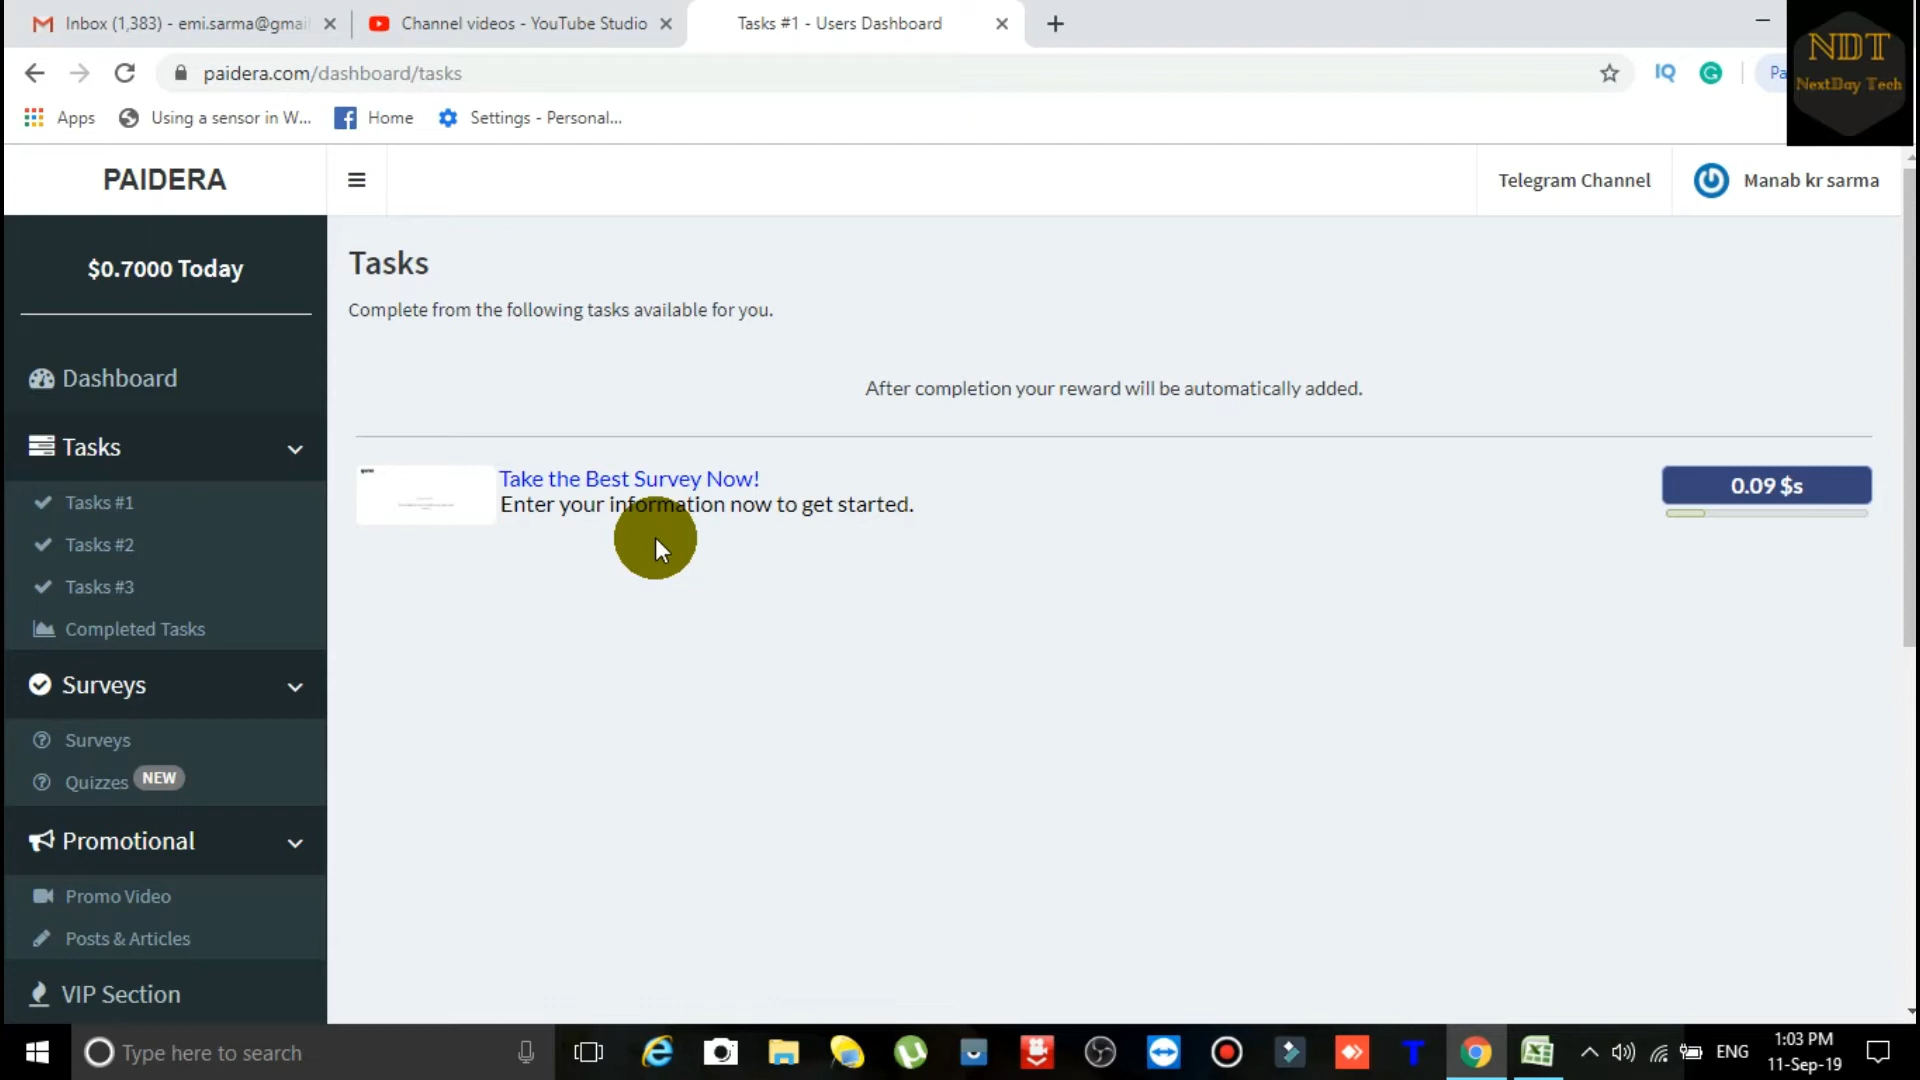 Inbox (1,383) - emi.sarma@gmai
Channel videos - YouTube Studio
Tasks #1 - Users Dashboard
NDT
NextDay Tech
paidera.com/dashboard/tasks
IQ
G
Pa
Apps
Using a sensor in W...
Home
Settings - Personal...
PAIDERA
Telegram Channel
Manab kr sarma
$0.7000 Today
Tasks
Complete from the following tasks available for you.
After completion your reward will be automatically added.
Dashboard
Tasks
Tasks #1
Tasks #2
Tasks #3
Completed Tasks
Take the Best Survey Now!
Enter your information now to get started.
0.09 $s
Surveys
Surveys
Quizzes NEW
Promotional
Promo Video
Posts & Articles
VIP Section
Type here to search
ENG
1:03 PM
11-Sep-19